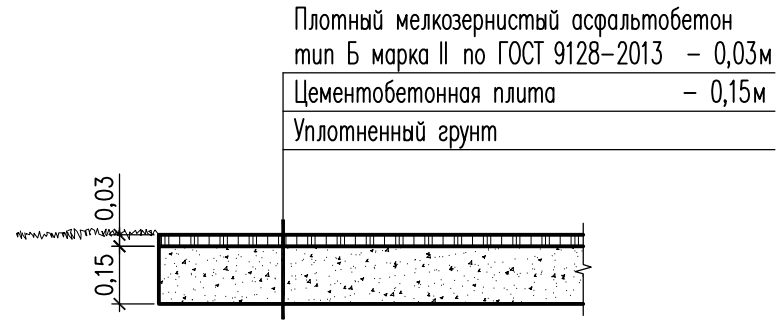 Плотный мелкозернистый асфальтобетон
тип Б марка II по ГОСТ 9128-2013 - 0,03м
Цементобетонная плита - 0,15м
Уплотненный грунт
0,03
0,15